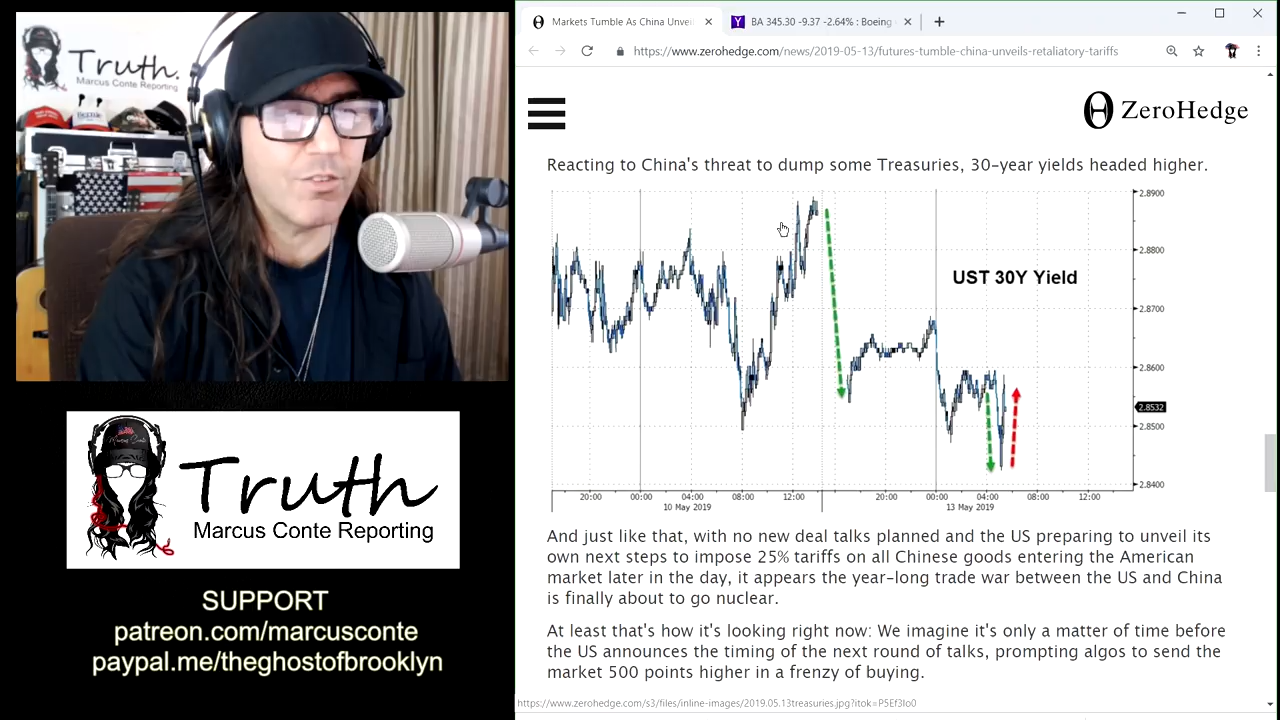 Truth.
Marcus Conte Reporting
Truth
Marcus Conte Reporting
SUPPORT
patreon.com/marcusconte
paypal.me/theghostofbrooklyn
Markets Tumble As China Unvei
BA 345.30 -9.37 -2.64% : Boeing
https://www.zerohedge.com/news/2019-05-13/futures-tumble-china-unveils-retaliatory-tariffs
ZeroHedge
Reacting to China's threat to dump some Treasuries, 30-year yields headed higher.
UST 30Y Yield
2.8900
2.8800
2.8700
2.8600
2.8532
2.8500
2.8400
20:00 00:00 04:00 08:00 12:00 20:00 00:00 04:00 08:00 12:00
10 May 2019 13 May 2019
And just like that, with no new deal talks planned and the US preparing to unveil its
own next steps to impose 25% tariffs on all Chinese goods entering the American
market later in the day, it appears the year-long trade war between the US and China
is finally about to go nuclear.
At least that's how it's looking right now: We imagine it's only a matter of time before
the US announces the timing of the next round of talks, prompting algos to send the
market 500 points higher in a frenzy of buying.
https://www.zerohedge.com/s3/files/inline-images/2019.05.13treasuries.jpg?itok=P5Ef3Io0